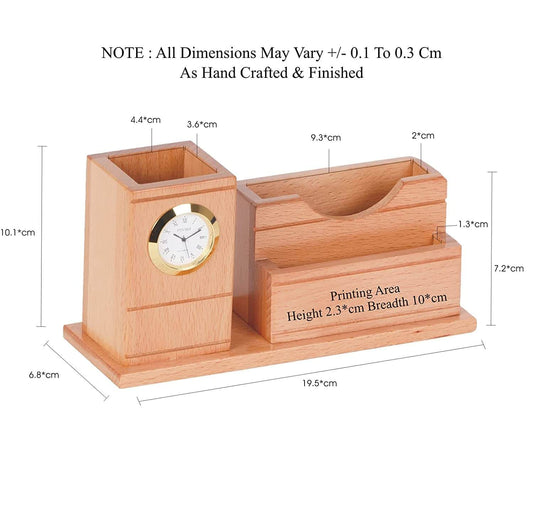 NOTE : All Dimensions May Vary +/- 0.1 To 0.3 Cm
As Hand Crafted & Finished
4.4*cm
3.6*cm
9.3*cm
2*cm
10.1*cm
1.3*cm
7.2*cm
Printing Area
Height 2.3*cm Breadth 10*cm
6.8*cm
19.5*cm